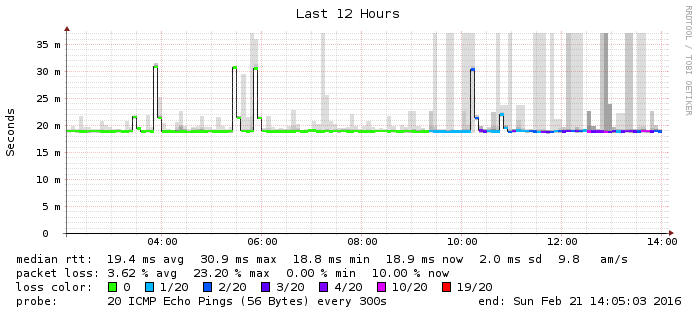 Last 12 Hours
RRDTOOL / TOBI OETIKER
Seconds
35 m
30 m
25 m
20 m
15 m
10 m
5 m
0
04:00 06:00 08:00 10:00 12:00 14:00
median rtt: 19.4 ms avg 30.9 ms max 18.8 ms min 18.9 ms now 2.0 ms sd 9.8 am/s
packet loss: 3.62 % avg 23.20 % max 0.00 % min 10.00 % now
loss color: 0 1/20 2/20 3/20 4/20 10/20 19/20
probe: 20 ICMP Echo Pings (56 Bytes) every 300s end: Sun Feb 21 14:05:03 2016